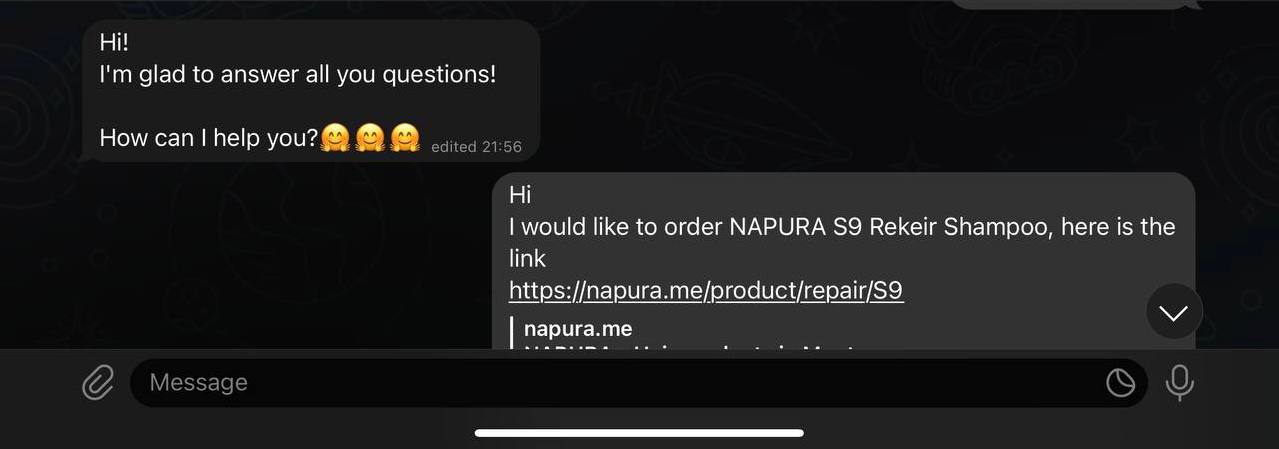 Hi!
I'm glad to answer all you questions!
How can I help you?🤗🤗🤗
edited 21:56
Hi
I would like to order NAPURA S9 Rekeir Shampoo, here is the
link
https://napura.me/product/repair/S9
napura.me
Message